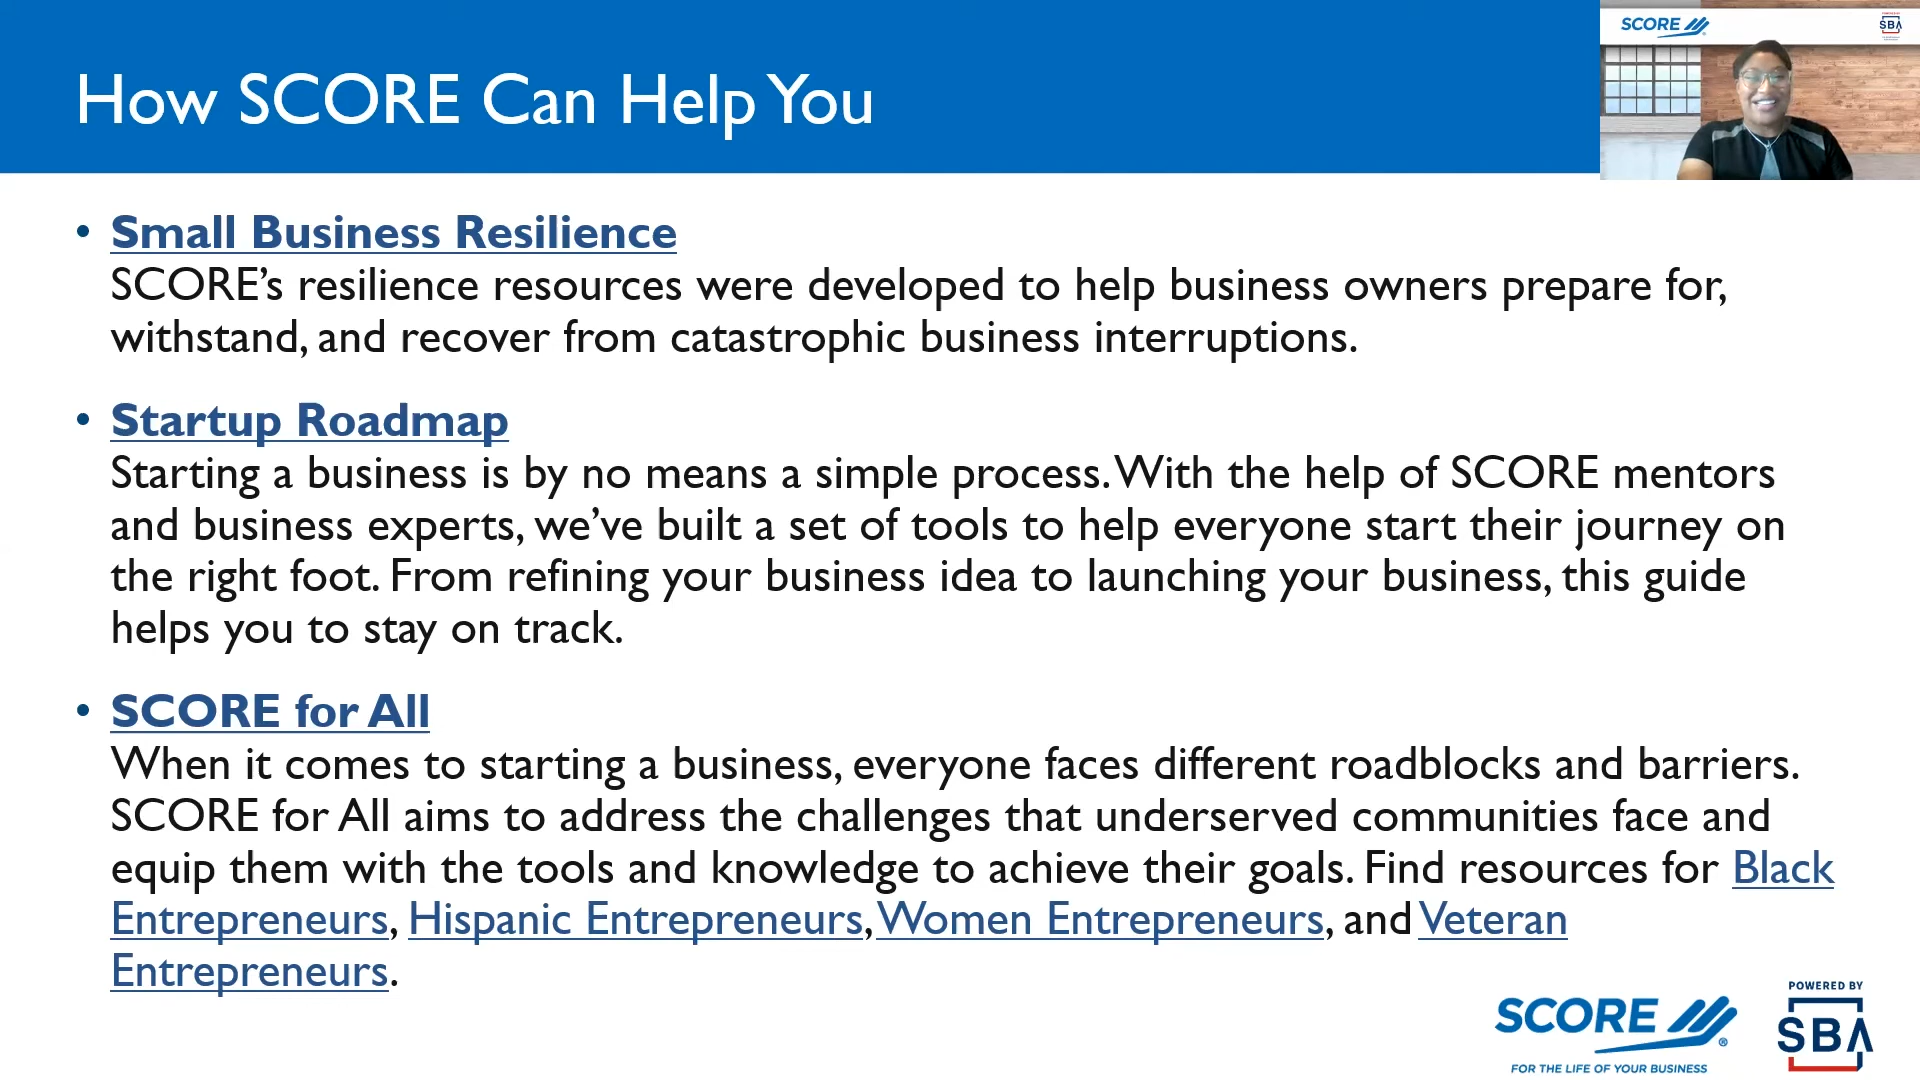 How SCORE Can Help You
SCORE
SBA
• Small Business Resilience
SCORE’s resilience resources were developed to help business owners prepare for,
withstand, and recover from catastrophic business interruptions.
• Startup Roadmap
Starting a business is by no means a simple process. With the help of SCORE mentors
and business experts, we’ve built a set of tools to help everyone start their journey on
the right foot. From refining your business idea to launching your business, this guide
helps you to stay on track.
• SCORE for All
When it comes to starting a business, everyone faces different roadblocks and barriers.
SCORE for All aims to address the challenges that underserved communities face and
equip them with the tools and knowledge to achieve their goals. Find resources for Black
Entrepreneurs, Hispanic Entrepreneurs, Women Entrepreneurs, and Veteran
Entrepreneurs.
SCORE®
FOR THE LIFE OF YOUR BUSINESS
POWERED BY
SBA